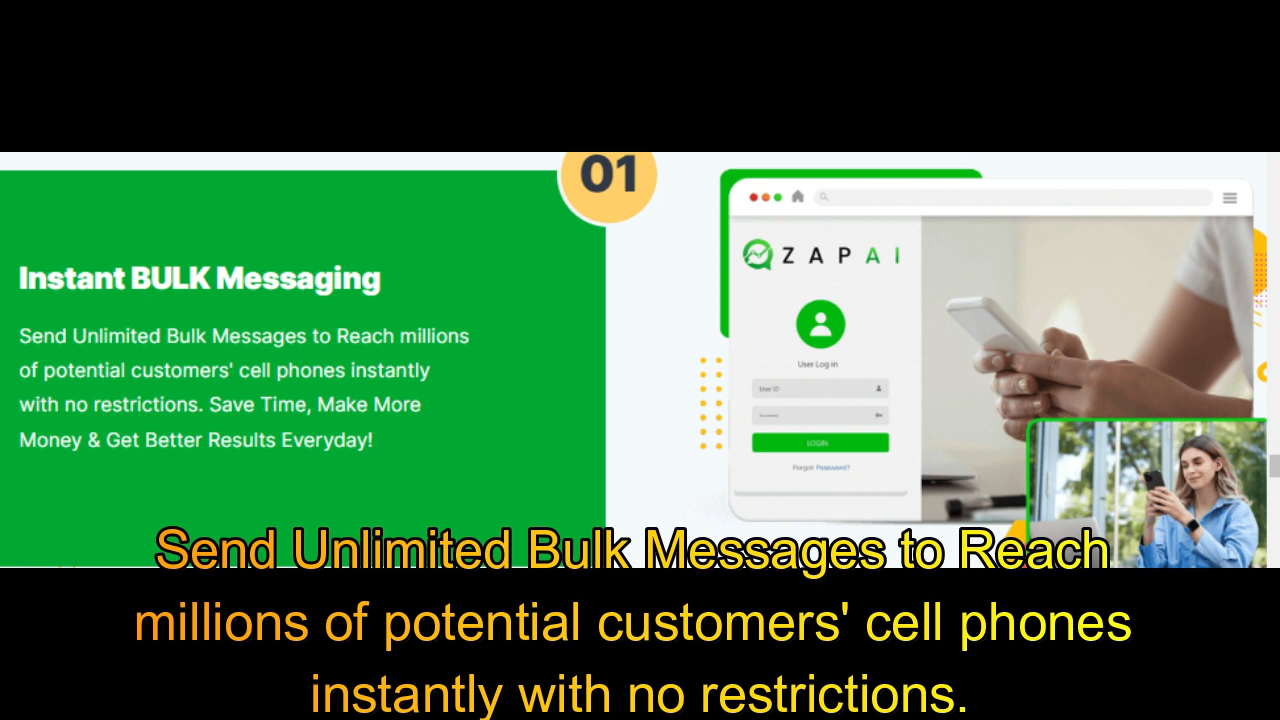 01
Instant BULK Messaging
Send Unlimited Bulk Messages to Reach millions
of potential customers' cell phones instantly
with no restrictions. Save Time, Make More
Money & Get Better Results Everyday!
ZAPAI
User Log in
User ID
LOGIN
Forgot Password?
Send Unlimited Bulk Messages to Reach
millions of potential customers' cell phones
instantly with no restrictions.